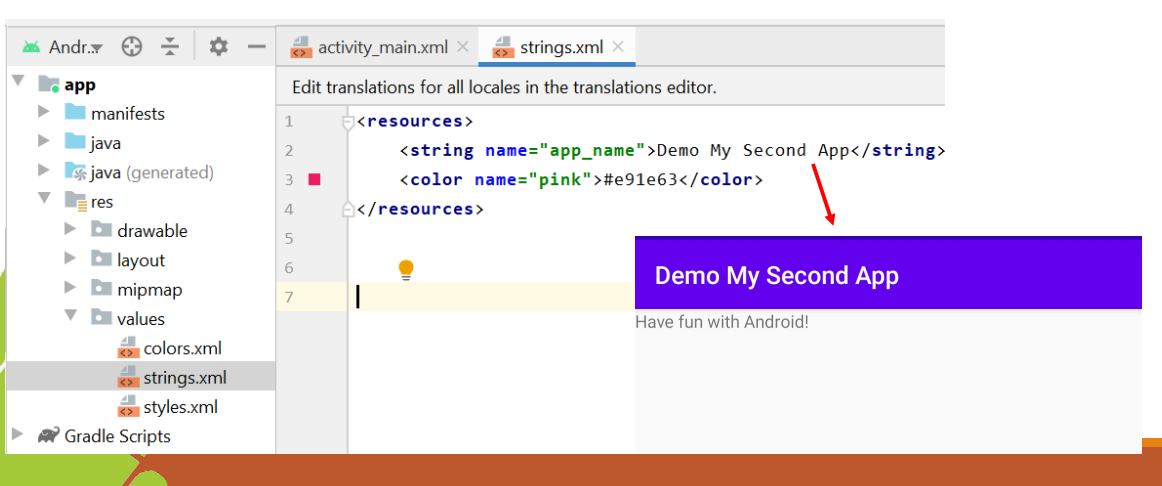 Andr..
app
manifests
java
java (generated)
res
drawable
layout
mipmap
values
colors.xml
strings.xml
styles.xml
Gradle Scripts
activity_main.xml
strings.xml
Edit translations for all locales in the translations editor.
1 <resources>
2 <string name="app_name">Demo My Second App</string>
3 <color name="pink">#e91e63</color>
4 </resources>
5
6
7
Demo My Second App
Have fun with Android!